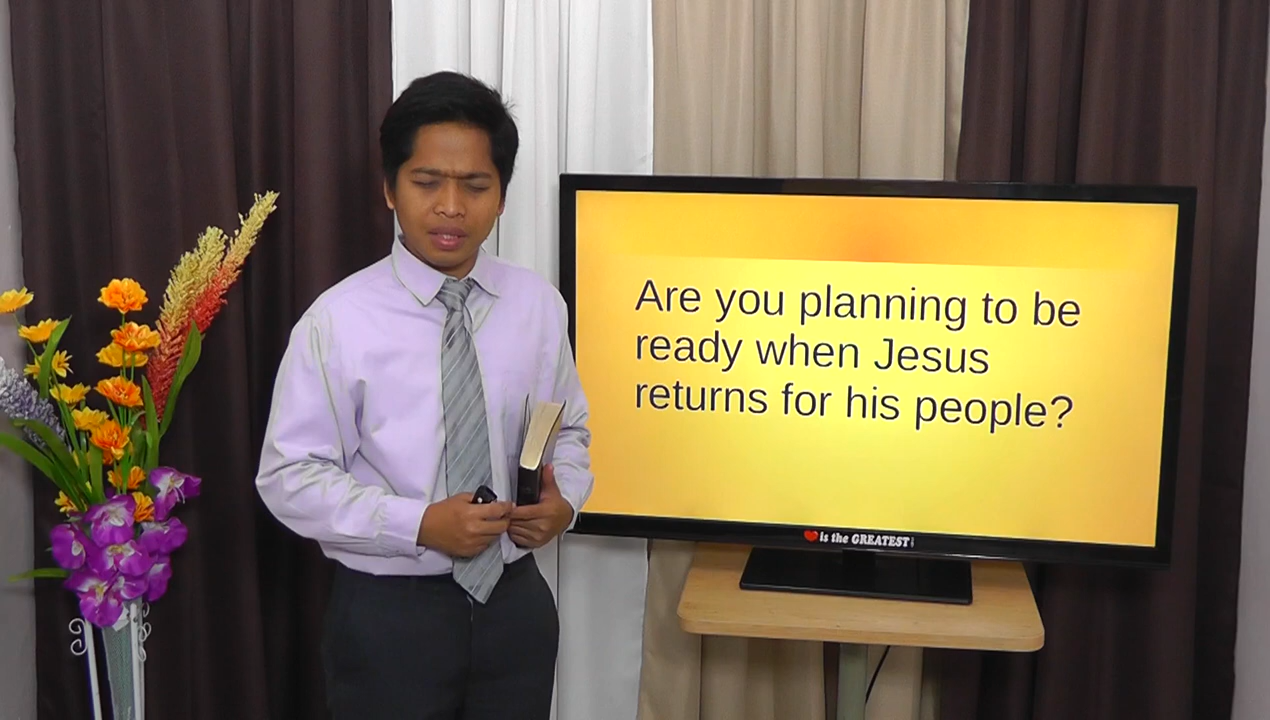 Are you planning to be
ready when Jesus
returns for his people?
is the GREATEST